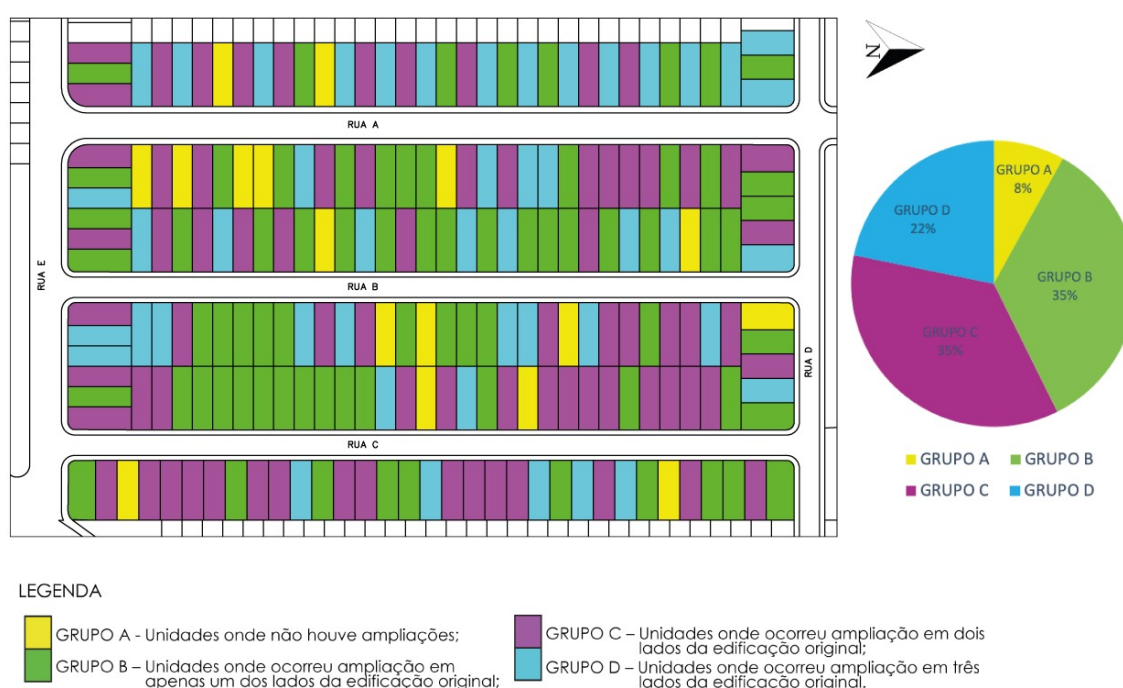 RUA A
RUA B
RUA C
RUA E
RUA D
N
GRUPO A
8%
GRUPO D
22%
GRUPO B
35%
GRUPO C
35%
GRUPO A GRUPO B
GRUPO C GRUPO D
LEGENDA
GRUPO A - Unidades onde não houve ampliações;
GRUPO B – Unidades onde ocorreu ampliação em
apenas um dos lados da edificação original;
GRUPO C – Unidades onde ocorreu ampliação em dois
lados da edificação original;
GRUPO D – Unidades onde ocorreu ampliação em três
lados da edificação original.